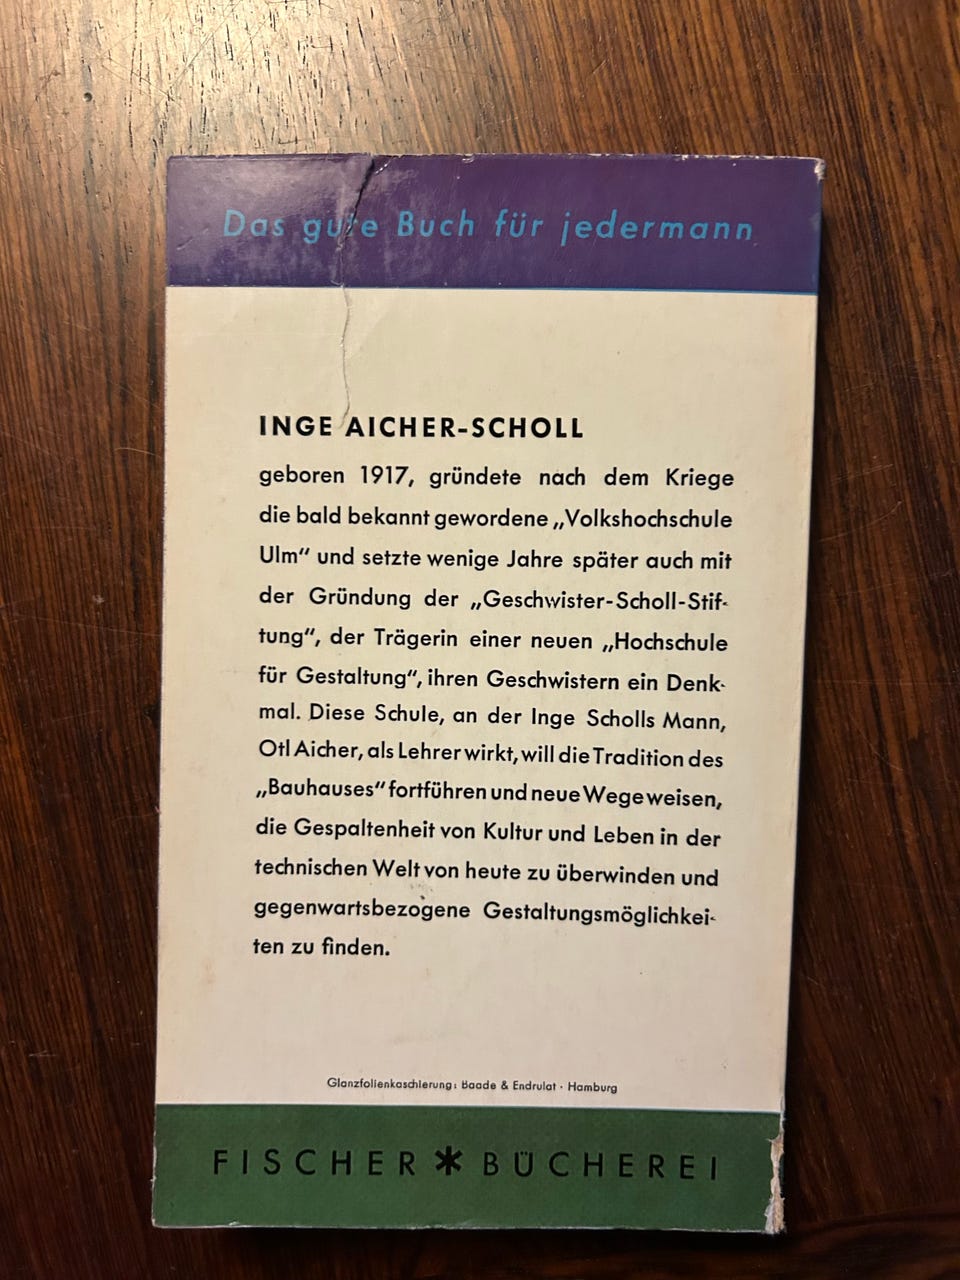 Das gute Buch für jedermann
INGE AICHER-SCHOLL
geboren 1917, gründete nach dem Kriege
die bald bekannt gewordene „Volkshochschule
Ulm“ und setzte wenige Jahre später auch mit
der Gründung der „Geschwister-Scholl-Stif-
tung“, der Trägerin einer neuen „Hochschule
für Gestaltung“, ihren Geschwistern ein Denk-
mal. Diese Schule, an der Inge Scholls Mann,
Otl Aicher, als Lehrer wirkt, will die Tradition des
„Bauhauses“ fortführen und neue Wege weisen,
die Gespaltenheit von Kultur und Leben in der
technischen Welt von heute zu überwinden und
gegenwartsbezogene Gestaltungsmöglichkei-
ten zu finden.
Glanzfolienkaschierung: Baade & Endrulat · Hamburg
FISCHER * BÜCHEREI